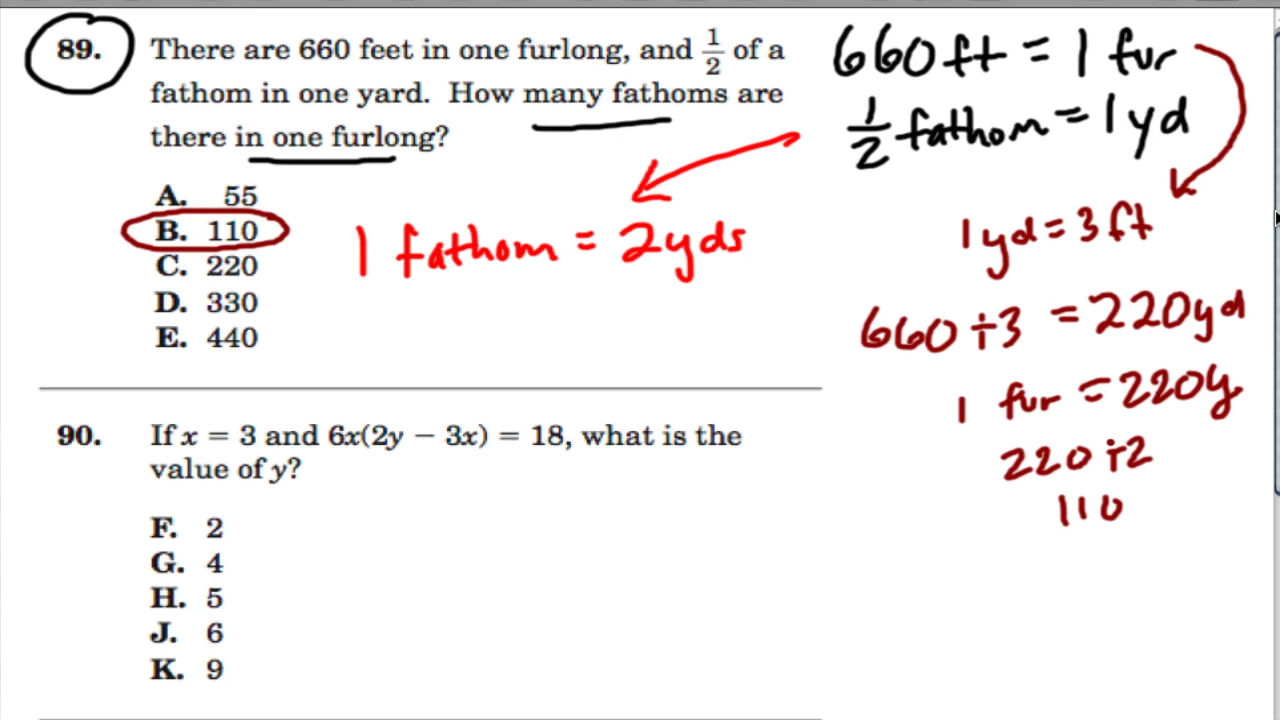 89. There are 660 feet in one furlong, and 1/2 of a
fathom in one yard. How many fathoms are
there in one furlong?
A. 55
B. 110
C. 220
D. 330
E. 440
660 ft = 1 fur
1/2 fathom = 1 yd
1 fathom = 2 yds
1 yd = 3 ft
660 ÷ 3 = 220 yd
1 fur = 220 y
220 ÷ 2
110
90. If x = 3 and 6x(2y − 3x) = 18, what is the
value of y?
F. 2
G. 4
H. 5
J. 6
K. 9